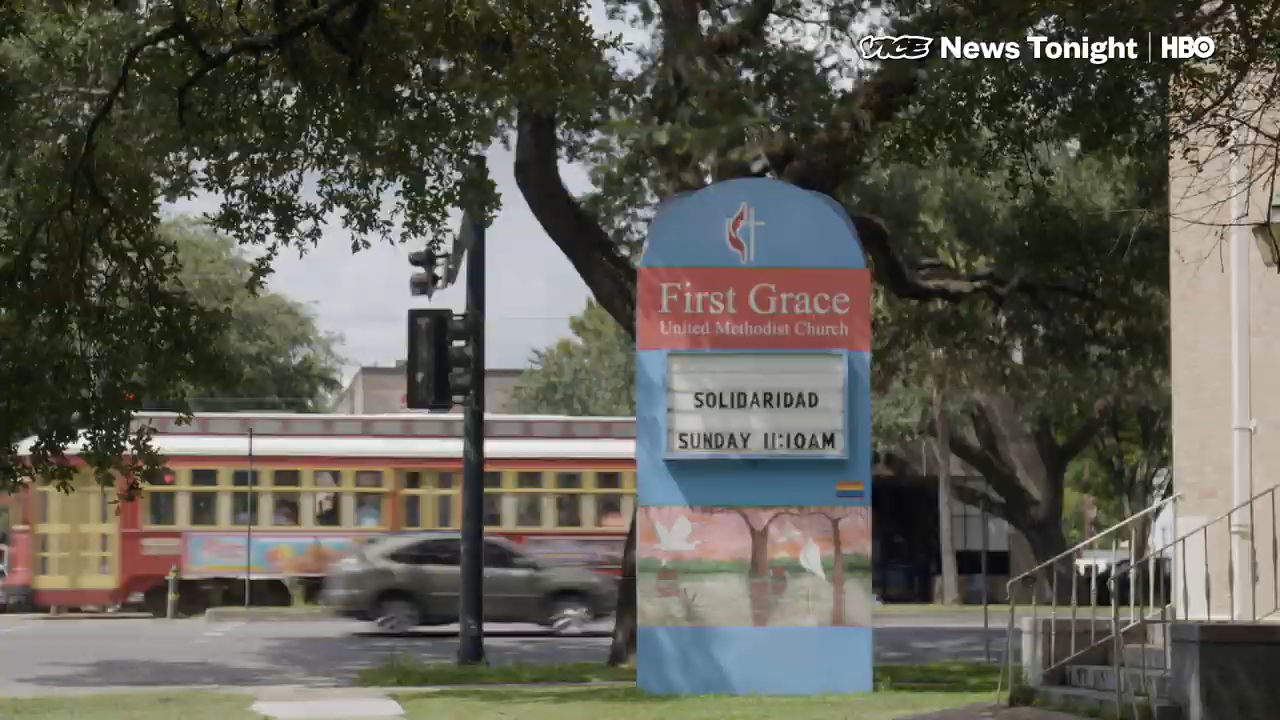 VICE News Tonight | HBO
First Grace
United Methodist Church
SOLIDARIDAD
SUNDAY 11:10AM